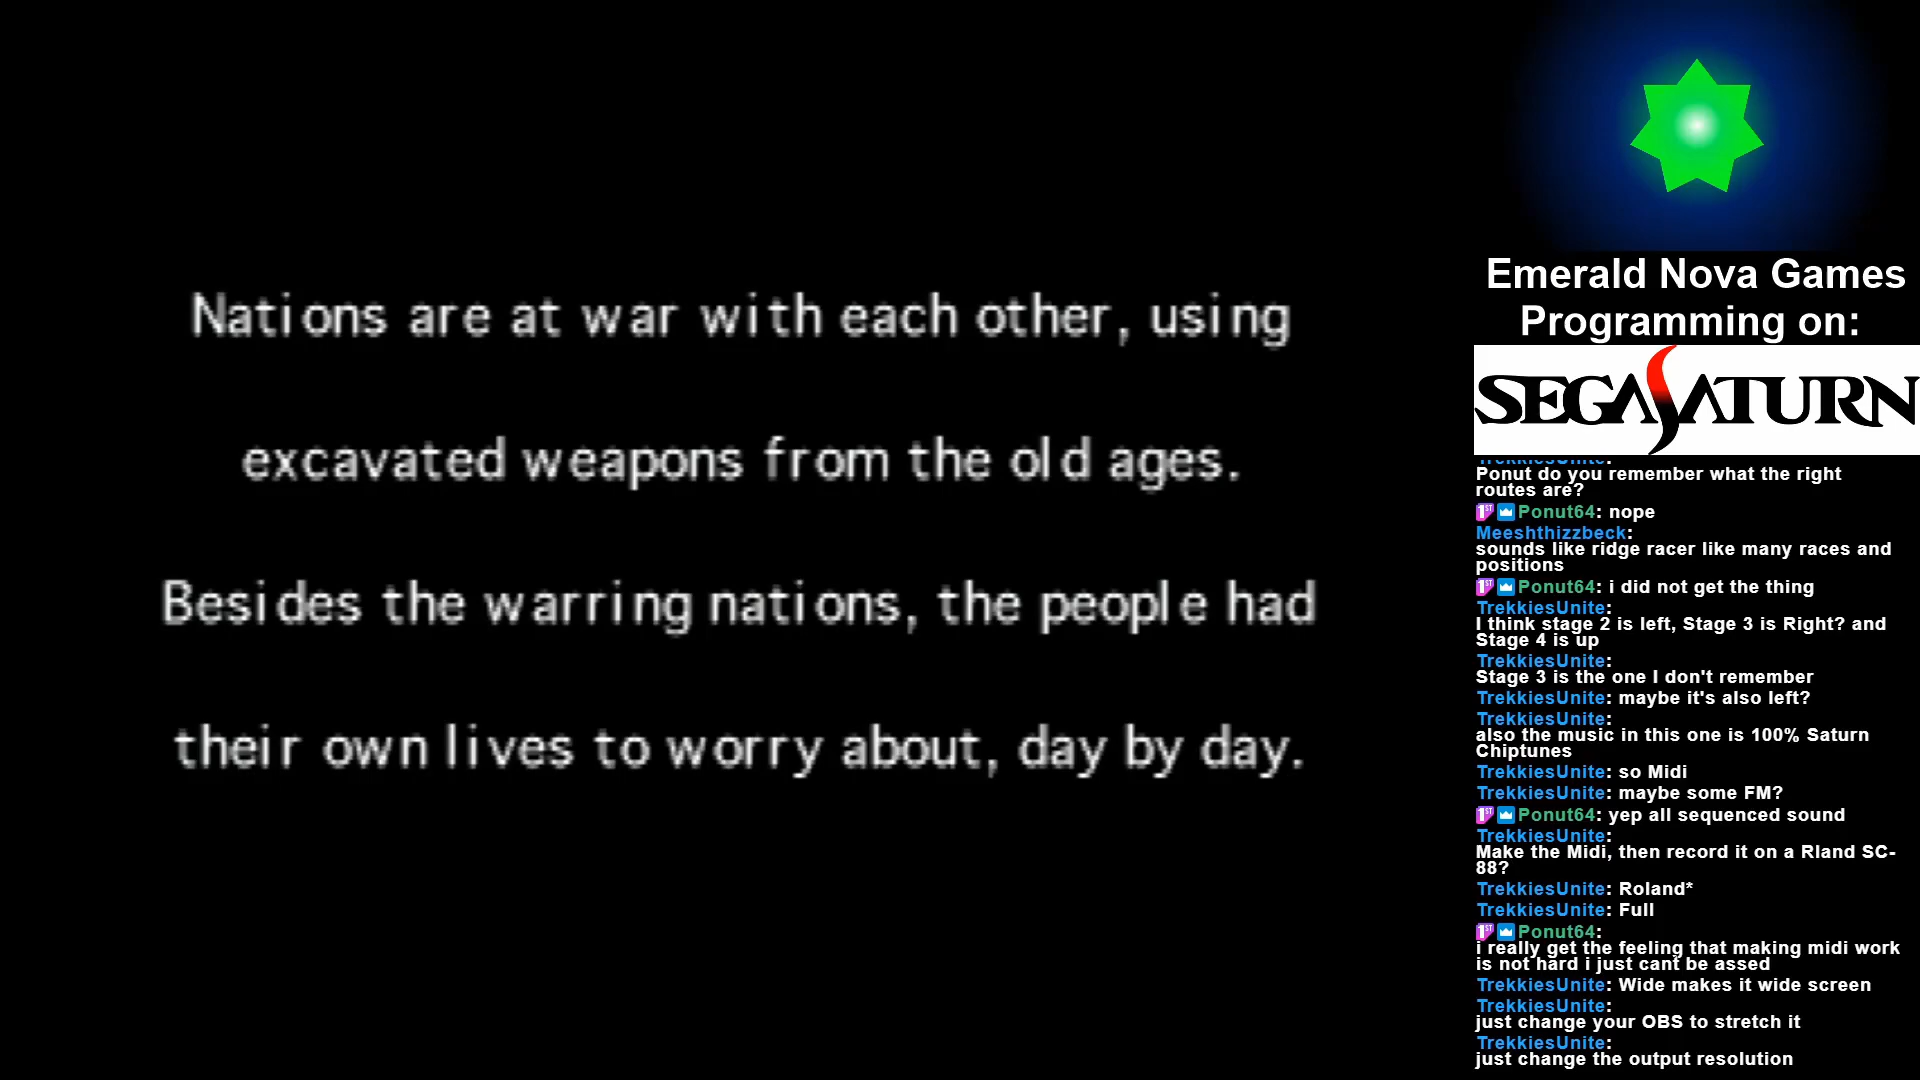 Nations are at war with each other, using
excavated weapons from the old ages.
Besides the warring nations, the people had
their own lives to worry about, day by day.
Emerald Nova Games
Programming on:
SEGA SATURN
TrekkiesUnite:
Ponut do you remember what the right
routes are?
1ST Ponut64: nope
Meeshthizzbeck:
sounds like ridge racer like many races and
positions
1ST Ponut64: i did not get the thing
TrekkiesUnite:
I think stage 2 is left, Stage 3 is Right? and
Stage 4 is up
TrekkiesUnite:
Stage 3 is the one I don't remember
TrekkiesUnite: maybe it's also left?
TrekkiesUnite:
also the music in this one is 100% Saturn
Chiptunes
TrekkiesUnite: so Midi
TrekkiesUnite: maybe some FM?
1ST Ponut64: yep all sequenced sound
TrekkiesUnite:
Make the Midi, then record it on a Rland SC-
88?
TrekkiesUnite: Roland*
TrekkiesUnite: Full
1ST Ponut64:
i really get the feeling that making midi work
is not hard i just cant be assed
TrekkiesUnite: Wide makes it wide screen
TrekkiesUnite:
just change your OBS to stretch it
TrekkiesUnite:
just change the output resolution